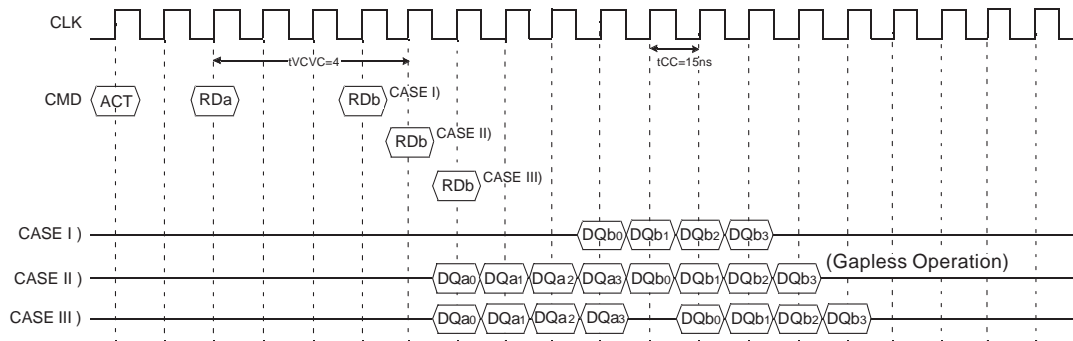 CLK
tVCVC=4
tCC=15ns
CMD ACT RDa RDb CASE I)
RDb CASE II)
RDb CASE III)
CASE I ) DQb0 DQb1 DQb2 DQb3
CASE II ) DQa0 DQa1 DQa2 DQa3 DQb0 DQb1 DQb2 DQb3 (Gapless Operation)
CASE III ) DQa0 DQa1 DQa2 DQa3 DQb0 DQb1 DQb2 DQb3